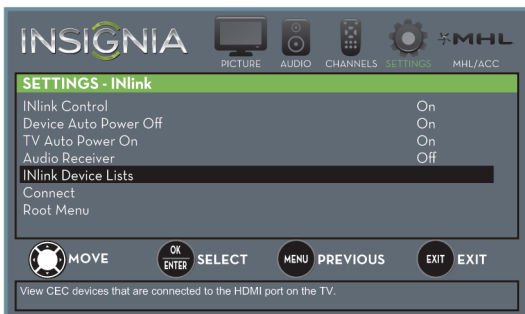 INSIGNIA
MHL
PICTURE AUDIO CHANNELS SETTINGS MHL/ACC
SETTINGS - INlink
INlink Control On
Device Auto Power Off On
TV Auto Power On On
Audio Receiver Off
INlink Device Lists
Connect
Root Menu
MOVE OK ENTER SELECT MENU PREVIOUS EXIT EXIT
View CEC devices that are connected to the HDMI port on the TV.